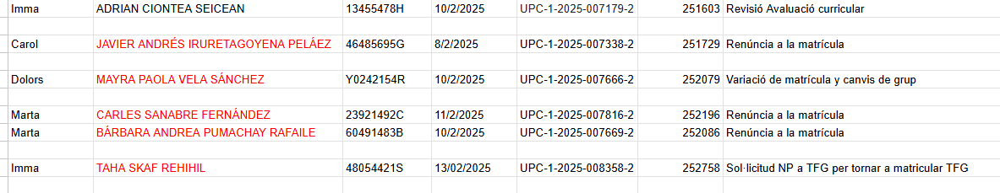 Imma ADRIAN CIONTEA SEICEAN 13455478H 10/2/2025 UPC-1-2025-007179-2 251603 Revisió Avaluació curricular
Carol JAVIER ANDRÉS IRURETAGOYENA PELÁEZ 46485695G 8/2/2025 UPC-1-2025-007338-2 251729 Renúncia a la matrícula
Dolors MAYRA PAOLA VELA SÁNCHEZ Y0242154R 10/2/2025 UPC-1-2025-007666-2 252079 Variació de matrícula y canvis de grup
Marta CARLES SANABRE FERNÁNDEZ 23921492C 11/2/2025 UPC-1-2025-007816-2 252196 Renúncia a la matrícula
Marta BÁRBARA ANDREA PUMACHAY RAFAILE 60491483B 10/2/2025 UPC-1-2025-007669-2 252086 Renúncia a la matrícula
Imma TAHA SKAF REHIHIL 48054421S 13/02/2025 UPC-1-2025-008358-2 252758 Sol·licitud NP a TFG per tornar a matricular TFG